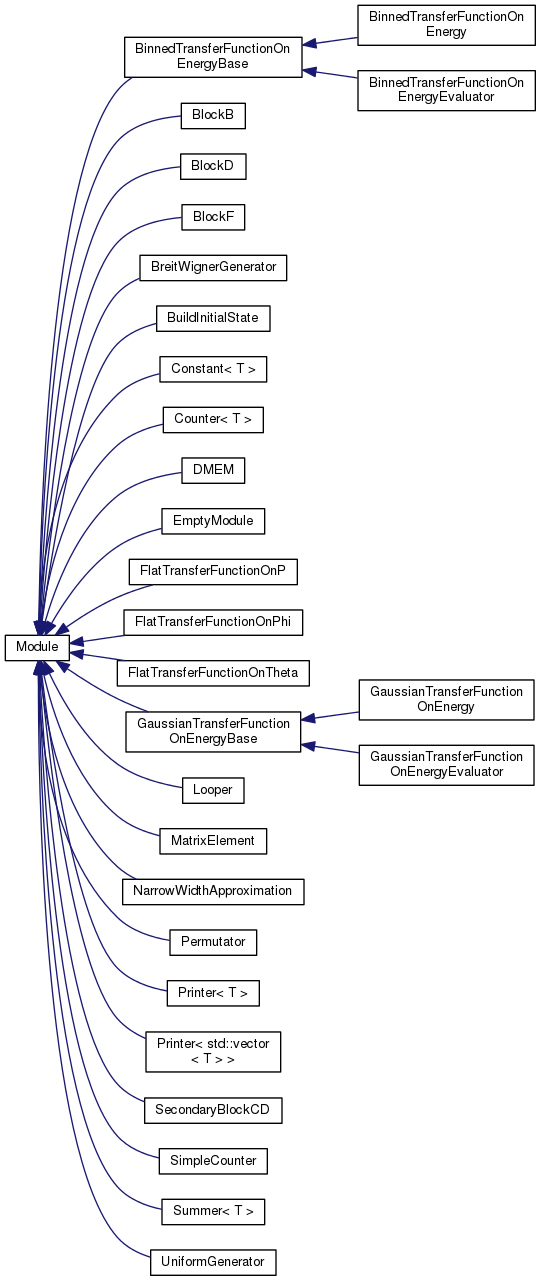 BinnedTransferFunctionOn
Energy
BinnedTransferFunctionOn
EnergyBase
BinnedTransferFunctionOn
EnergyEvaluator
BlockB
BlockD
BlockF
BreitWignerGenerator
BuildInitialState
Constant< T >
Counter< T >
DMEM
EmptyModule
FlatTransferFunctionOnP
FlatTransferFunctionOnPhi
Module
FlatTransferFunctionOnTheta
GaussianTransferFunction
OnEnergy
GaussianTransferFunction
OnEnergyBase
GaussianTransferFunction
OnEnergyEvaluator
Looper
MatrixElement
NarrowWidthApproximation
Permutator
Printer< T >
Printer< std::vector
< T > >
SecondaryBlockCD
SimpleCounter
Summer< T >
UniformGenerator